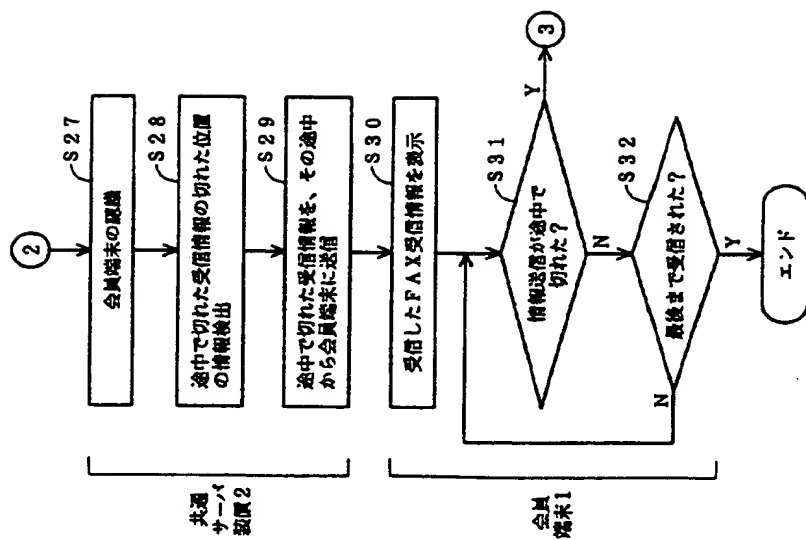 2
S27
会員端末の認識
S28
途中で切れた受信情報の切れた位置
の情報検出
S29
途中で切れた受信情報を、その途中
から会員端末に送信
S30
受信したFAX受信情報を表示
S31
情報送信が途中で
切れた?
Y
3
N
S32
最後まで受信された?
N
Y
エンド
共通
サーバ
装置2
会員
端末1